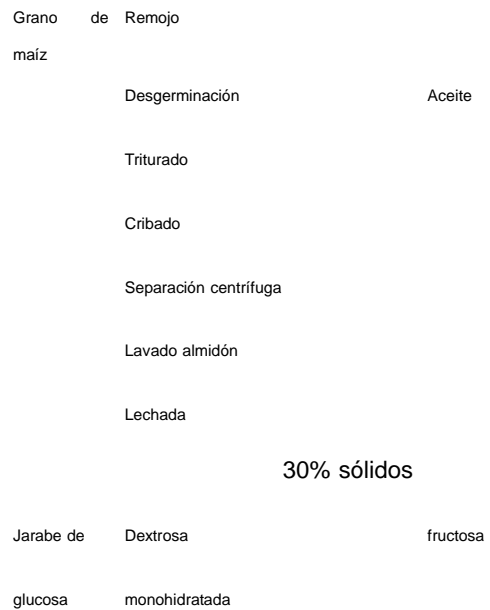 Grano de Remojo
maíz
Desgerminación Aceite
Triturado
Cribado
Separación centrífuga
Lavado almidón
Lechada
30% sólidos
Jarabe de Dextrosa fructosa
glucosa monohidratada